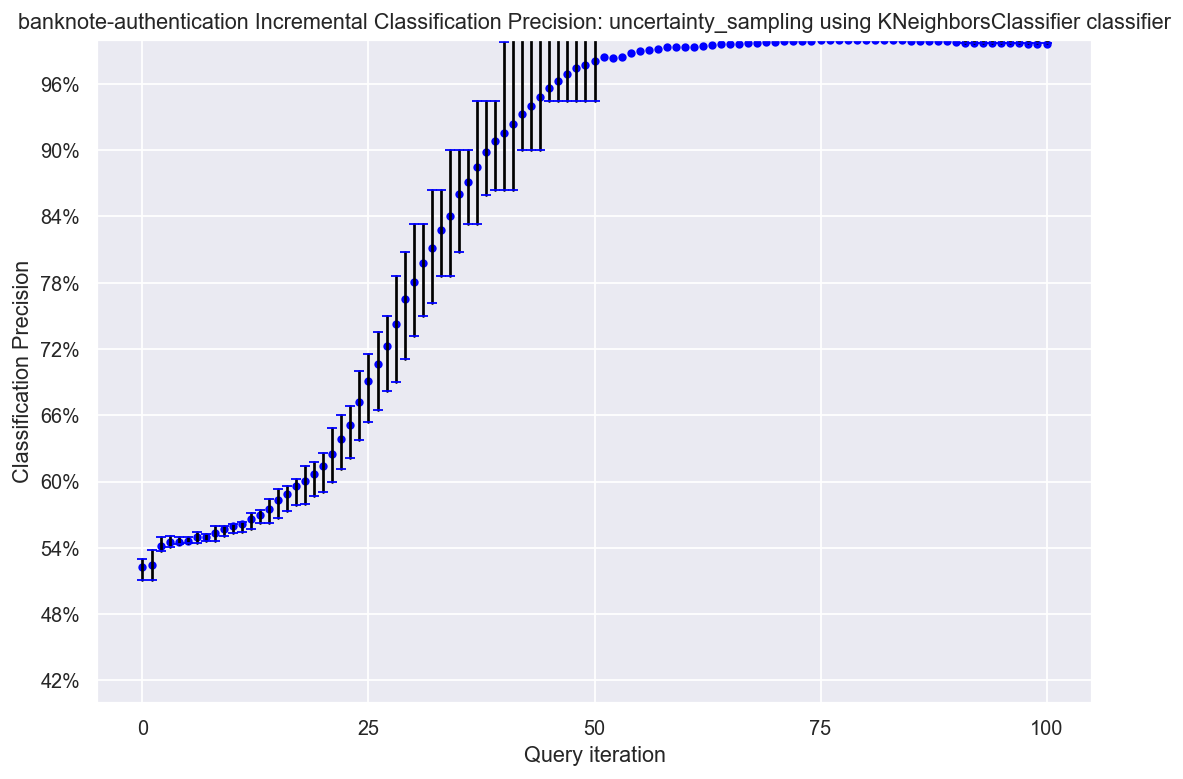 banknote-authentication Incremental Classification Precision: uncertainty_sampling using KNeighborsClassifier classifier
96%
90%
84%
78%
72%
66%
60%
54%
48%
42%
Classification Precision
0 25 50 75 100
Query iteration